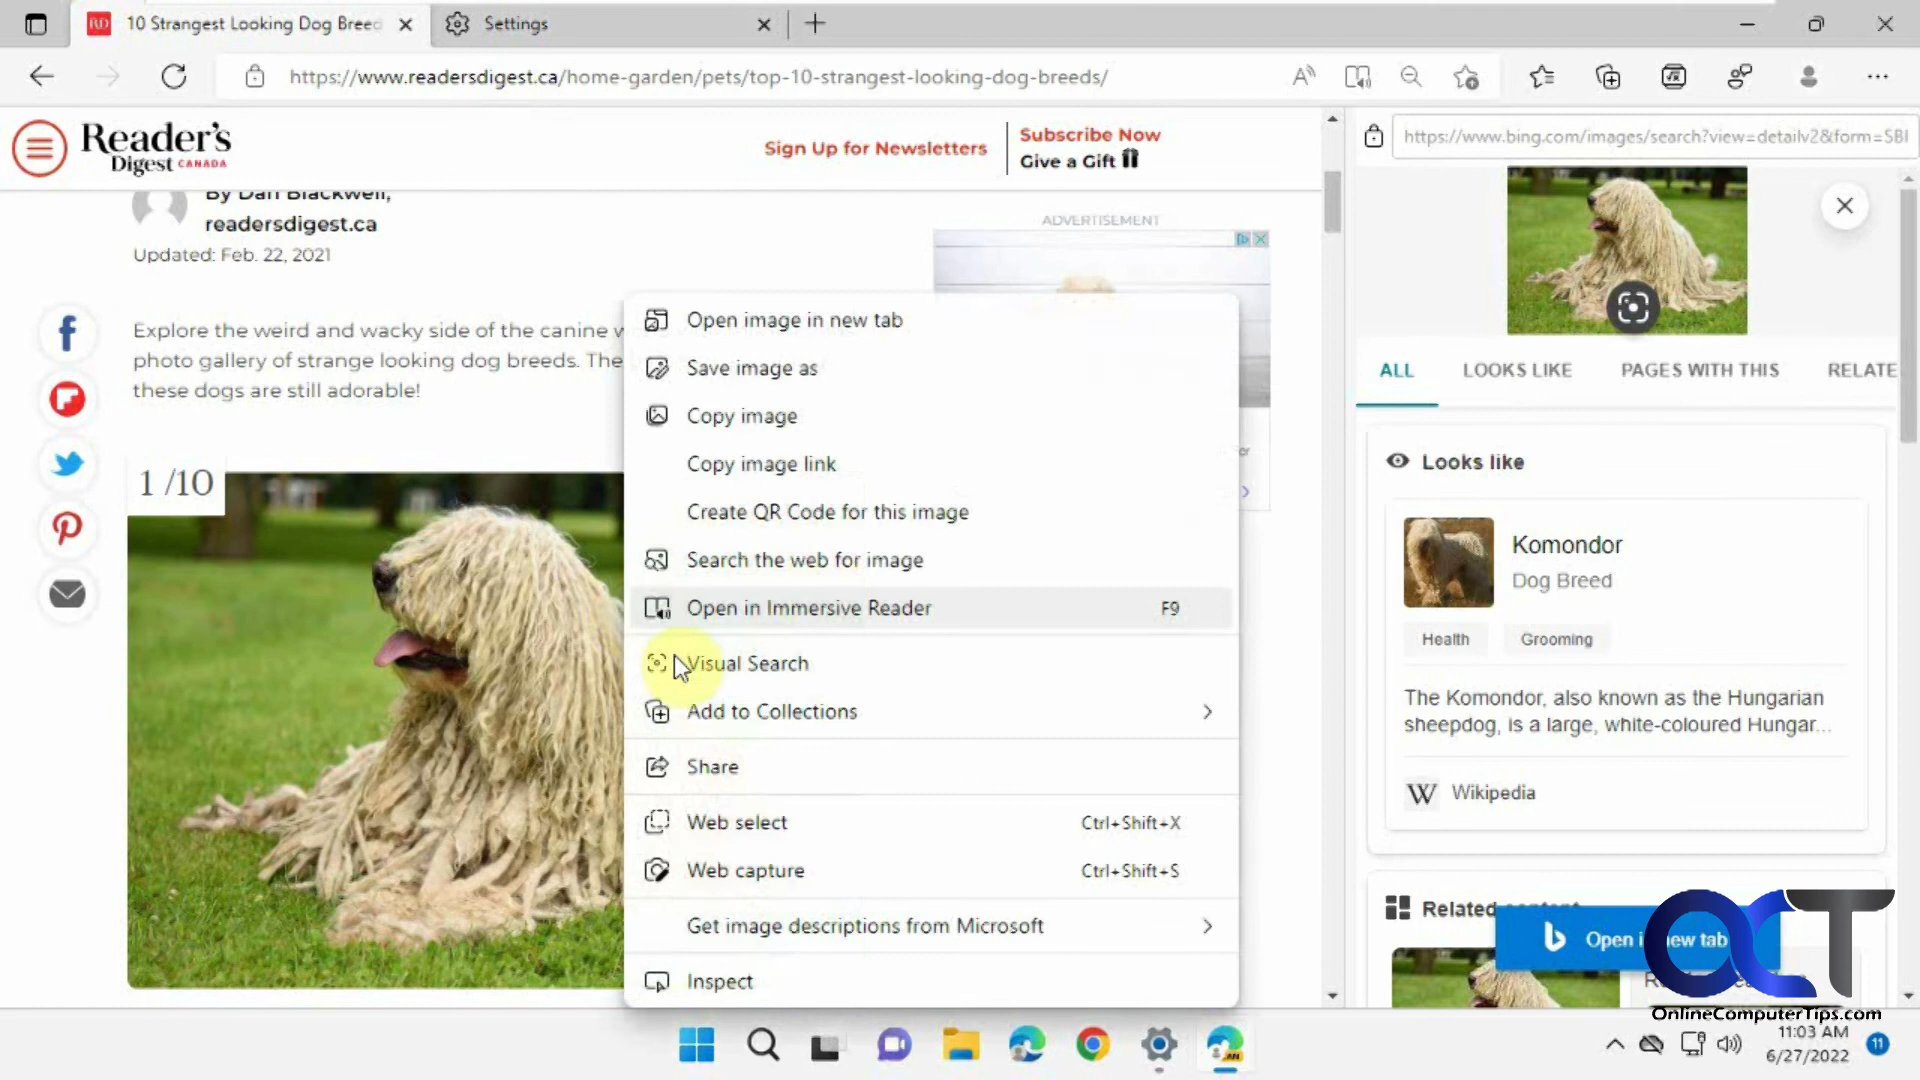 10 Strangest Looking Dog Breed
Settings
https://www.readersdigest.ca/home-garden/pets/top-10-strangest-looking-dog-breeds/
Reader's
Digest CANADA
Sign Up for Newsletters
Subscribe Now
Give a Gift
https://www.bing.com/images/search?view=detailv2&form=SBI
By Dan Blackwell,
readersdigest.ca
Updated: Feb. 22, 2021
ADVERTISEMENT
Explore the weird and wacky side of the canine w
photo gallery of strange looking dog breeds. The
these dogs are still adorable!
1 /10
Open image in new tab
Save image as
Copy image
Copy image link
Create QR Code for this image
Search the web for image
Open in Immersive Reader F9
Visual Search
Add to Collections
Share
Web select Ctrl+Shift+X
Web capture Ctrl+Shift+S
Get image descriptions from Microsoft
Inspect
ALL LOOKS LIKE PAGES WITH THIS RELATE
Looks like
Komondor
Dog Breed
Health Grooming
The Komondor, also known as the Hungarian
sheepdog, is a large, white-coloured Hungar...
W Wikipedia
Related content
Open in new tab
OCT
OnlineComputerTips.com
11:03 AM
6/27/2022
11